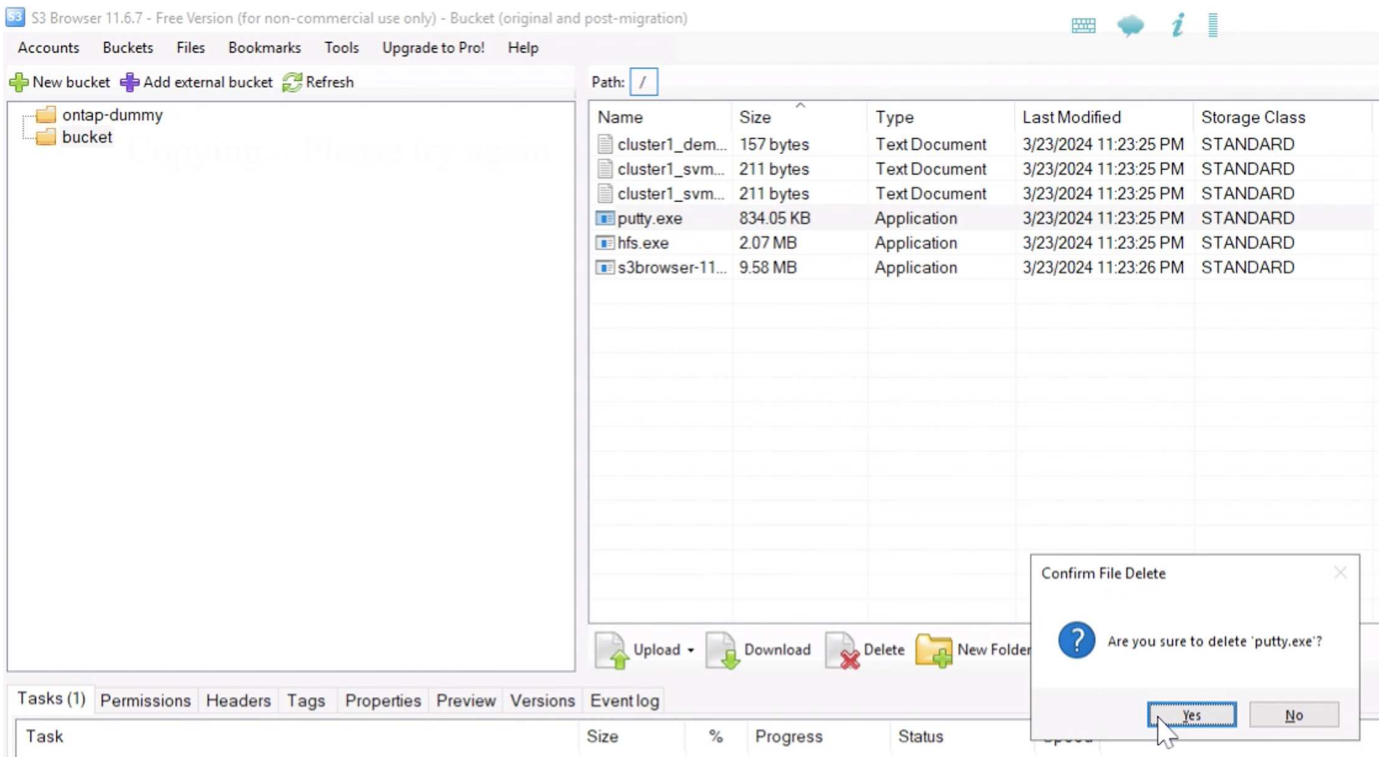 S3 Browser 11.6.7 - Free Version (for non-commercial use only) - Bucket (original and post-migration)
Accounts Buckets Files Bookmarks Tools Upgrade to Pro! Help
New bucket Add external bucket Refresh
Path: /
ontap-dummy
bucket
Copying... Please try again
Name Size Type Last Modified Storage Class
cluster1_dem... 157 bytes Text Document 3/23/2024 11:23:25 PM STANDARD
cluster1_svm... 211 bytes Text Document 3/23/2024 11:23:25 PM STANDARD
cluster1_svm... 211 bytes Text Document 3/23/2024 11:23:25 PM STANDARD
putty.exe 834.05 KB Application 3/23/2024 11:23:25 PM STANDARD
hfs.exe 2.07 MB Application 3/23/2024 11:23:25 PM STANDARD
s3browser-11... 9.58 MB Application 3/23/2024 11:23:26 PM STANDARD
Upload Download Delete New Folder
Confirm File Delete
Are you sure to delete 'putty.exe'?
Yes No
Tasks (1) Permissions Headers Tags Properties Preview Versions Event log
Task Size % Progress Status